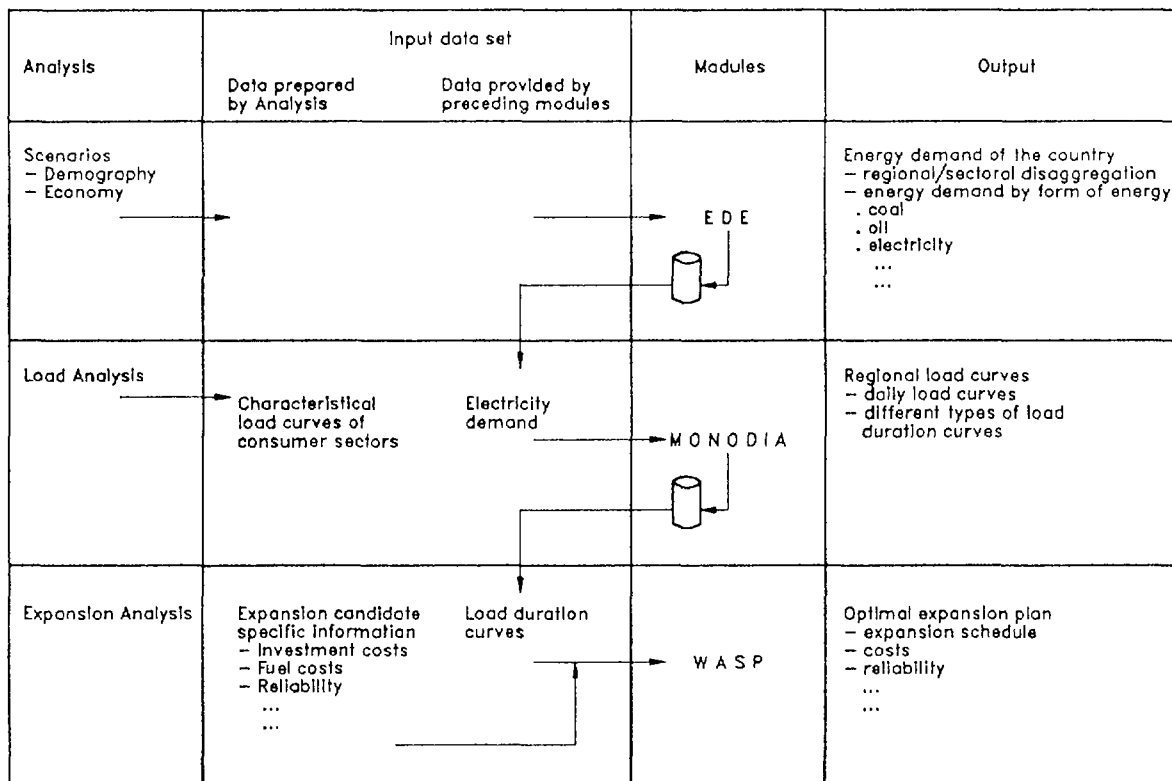 Analysis
Input data set
Data prepared
by Analysis
Data provided by
preceding modules
Madules
Output
Scenarios
– Demography
– Economy
E D E
Energy demand of the country
– regional/sectoral disaggregation
– energy demand by form of energy
. coal
. oil
. electricity
...
...
Load Analysis
Characteristical
load curves of
consumer sectors
Electricity
demand
M O N O D I A
Regional load curves
– daily load curves
– different types of load
duration curves
Expansion Analysis
Expansion candidate
specific information
– Investment costs
– Fuel costs
– Reliability
...
...
Load duration
curves
W A S P
Optimal expansion plan
– expansion schedule
– costs
– reliability
...
...